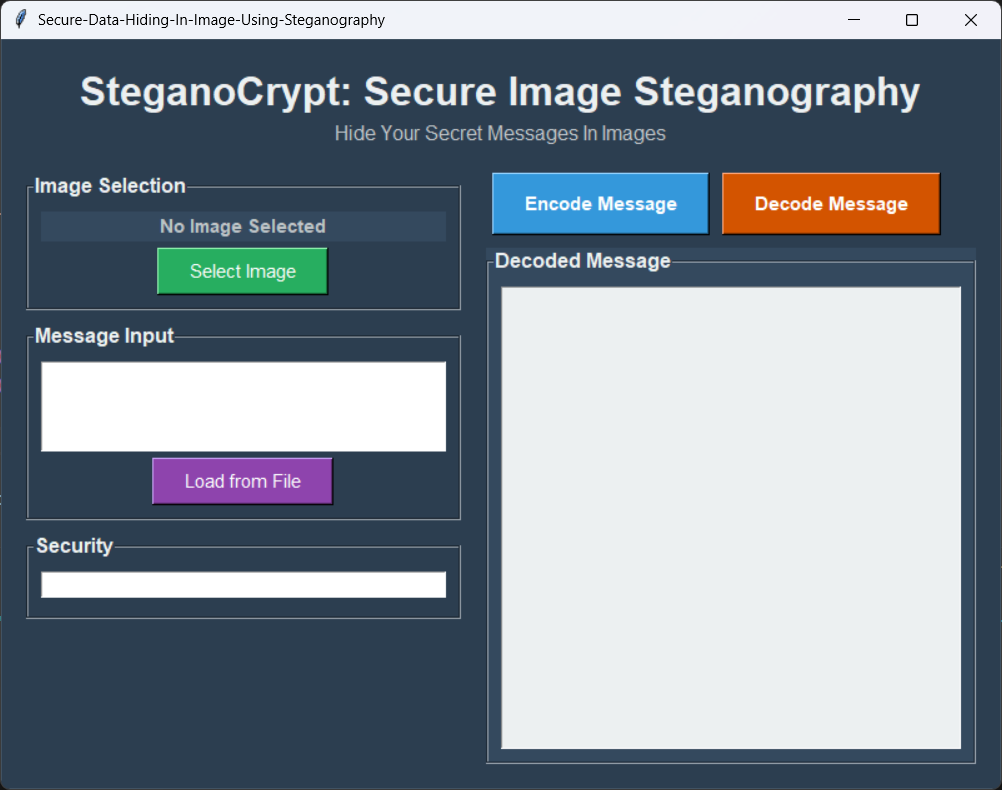 Secure-Data-Hiding-In-Image-Using-Steganography
SteganoCrypt: Secure Image Steganography
Hide Your Secret Messages In Images
Image Selection
No Image Selected
Select Image
Message Input
Load from File
Security
Encode Message
Decode Message
Decoded Message